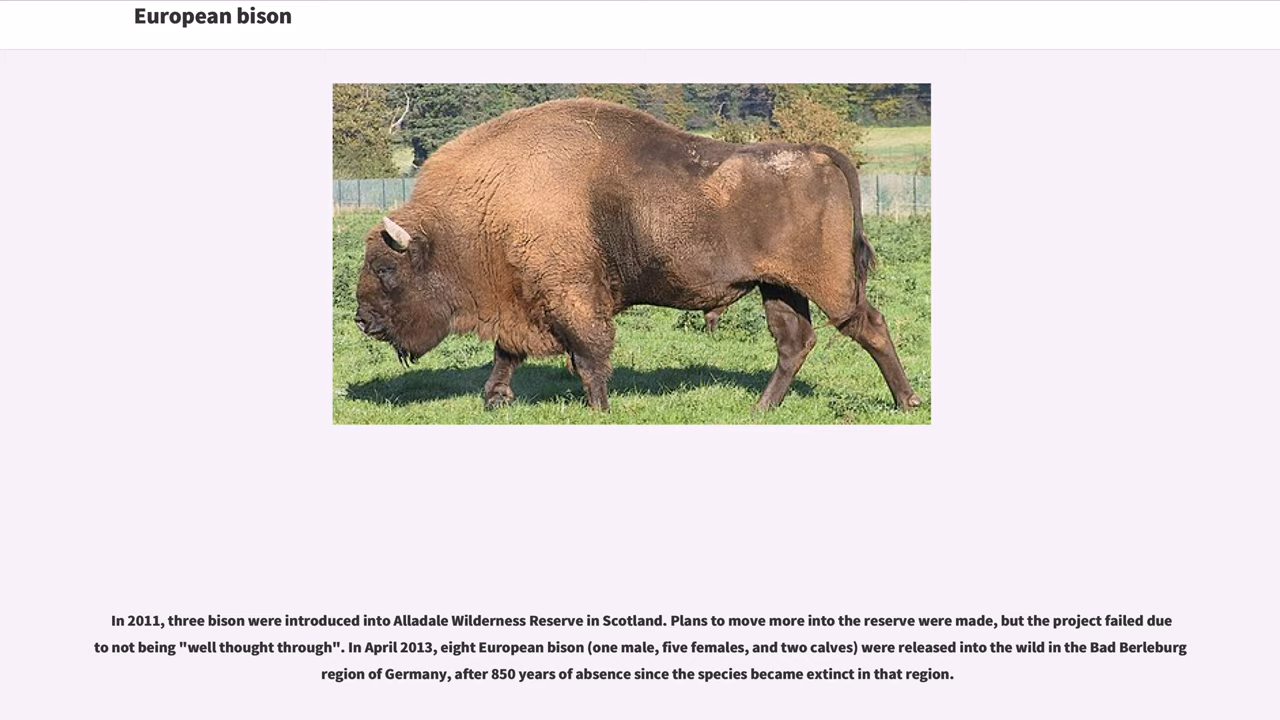 European bison
In 2011, three bison were introduced into Alladale Wilderness Reserve in Scotland. Plans to move more into the reserve were made, but the project failed due
to not being "well thought through". In April 2013, eight European bison (one male, five females, and two calves) were released into the wild in the Bad Berleburg
region of Germany, after 850 years of absence since the species became extinct in that region.